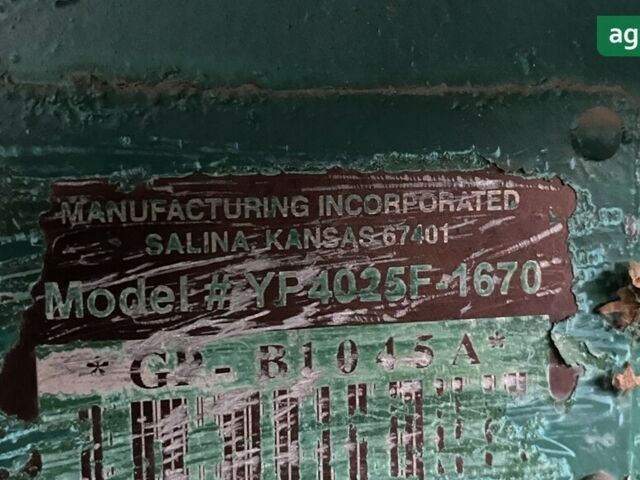 ag
MANUFACTURING INCORPORATED
SALINA, KANSAS 67401
Model # YP4025F-1670
*GP-B1045A*